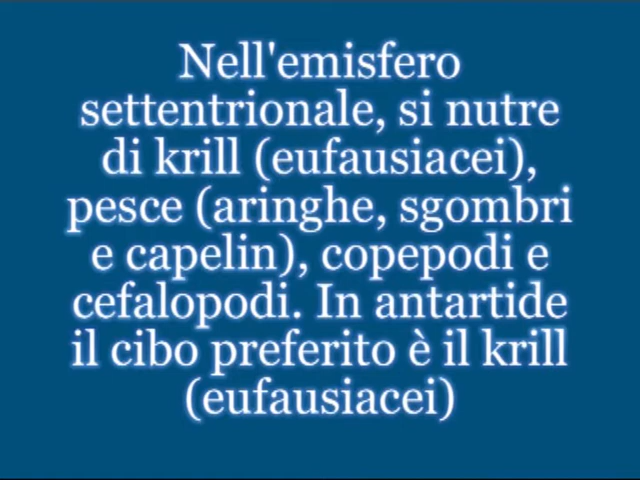 Nell'emisfero
settentrionale, si nutre
di krill (eufausiacei),
pesce (aringhe, sgombri
e capelin), copepodi e
cefalopodi. In antartide
il cibo preferito è il krill
(eufausiacei)